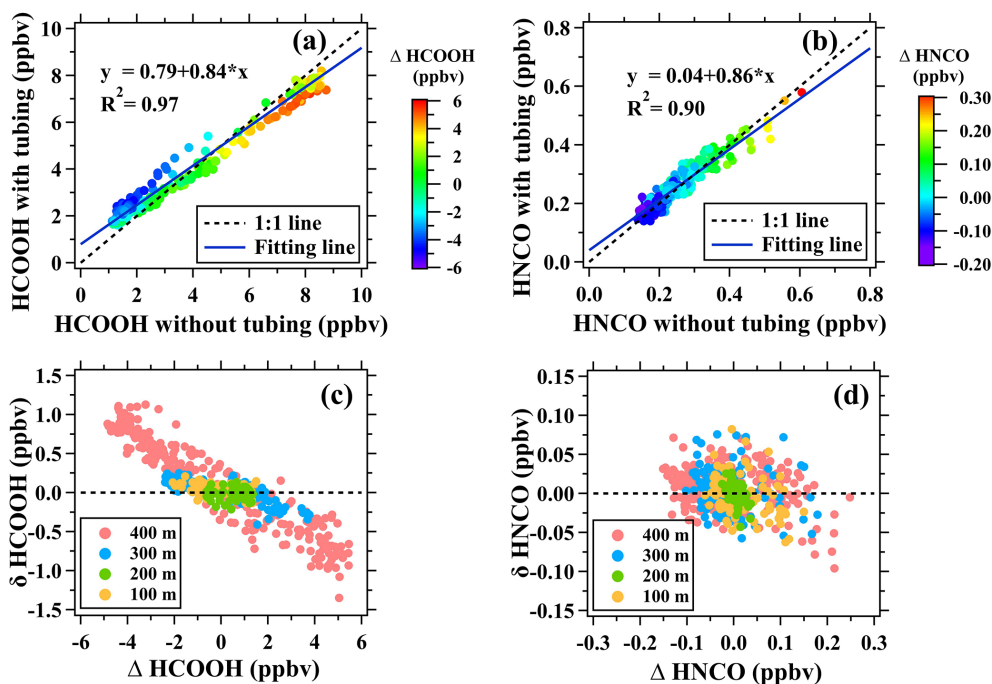 (a)
y = 0.79+0.84*x
R2= 0.97
1:1 line
Fitting line
HCOOH with tubing (ppbv)
10
8
6
4
2
0
0 2 4 6 8 10
HCOOH without tubing (ppbv)
Δ HCOOH
(ppbv)
6
4
2
0
-2
-4
-6
(b)
y = 0.04+0.86*x
R2= 0.90
1:1 line
Fitting line
HNCO with tubing (ppbv)
0.8
0.6
0.4
0.2
0.0
0.0 0.2 0.4 0.6 0.8
HNCO without tubing (ppbv)
Δ HNCO
(ppbv)
0.30
0.20
0.10
0.00
-0.10
-0.20
(c)
δ HCOOH (ppbv)
1.5
1.0
0.5
0.0
-0.5
-1.0
-1.5
400 m
300 m
200 m
100 m
-6 -4 -2 0 2 4 6
Δ HCOOH (ppbv)
(d)
δ HNCO (ppbv)
0.15
0.10
0.05
0.00
-0.05
-0.10
-0.15
400 m
300 m
200 m
100 m
-0.3 -0.2 -0.1 0.0 0.1 0.2 0.3
Δ HNCO (ppbv)